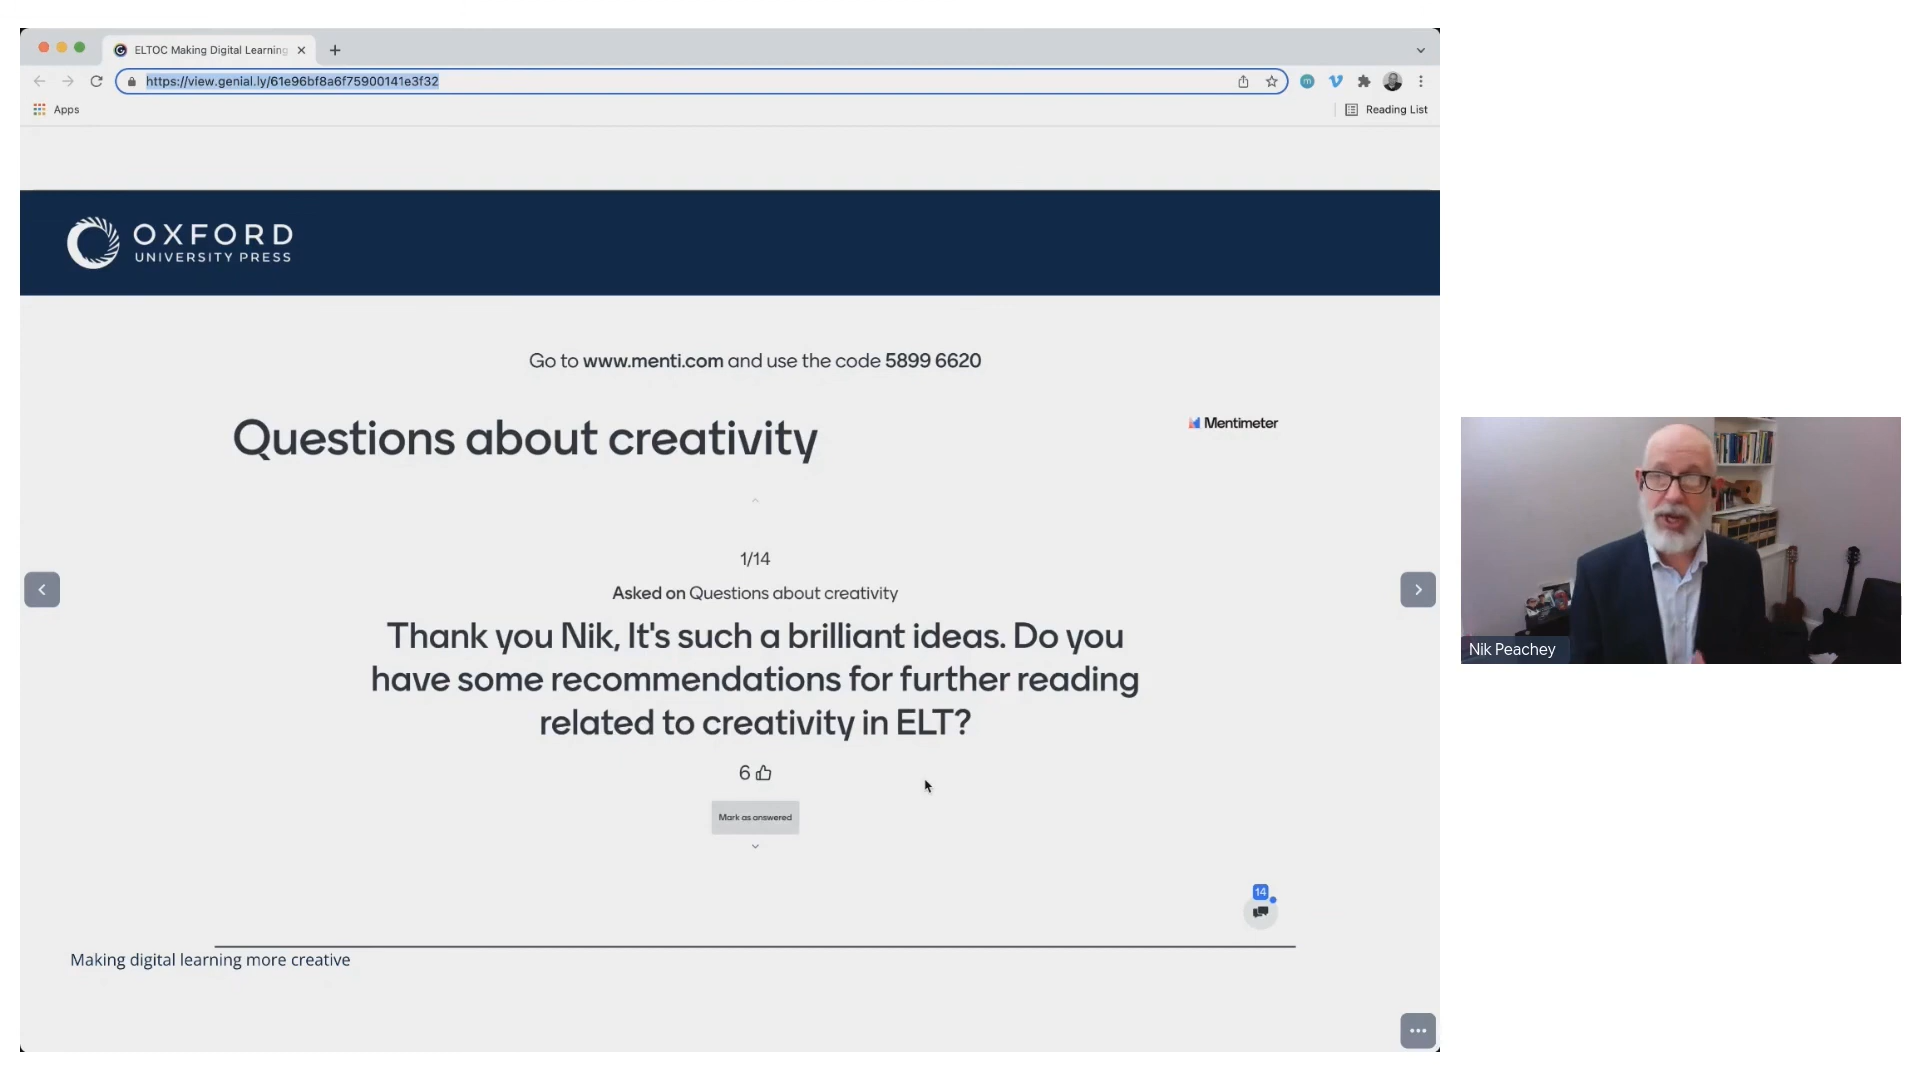 ELTOC Making Digital Learning
https://view.genial.ly/61e96bf8a6f75900141e3f32
Apps
Reading List
OXFORD
UNIVERSITY PRESS
Go to www.menti.com and use the code 5899 6620
Questions about creativity
Mentimeter
1/14
Asked on Questions about creativity
Thank you Nik, It's such a brilliant ideas. Do you
have some recommendations for further reading
related to creativity in ELT?
6
Mark as answered
14
Making digital learning more creative
Nik Peachey